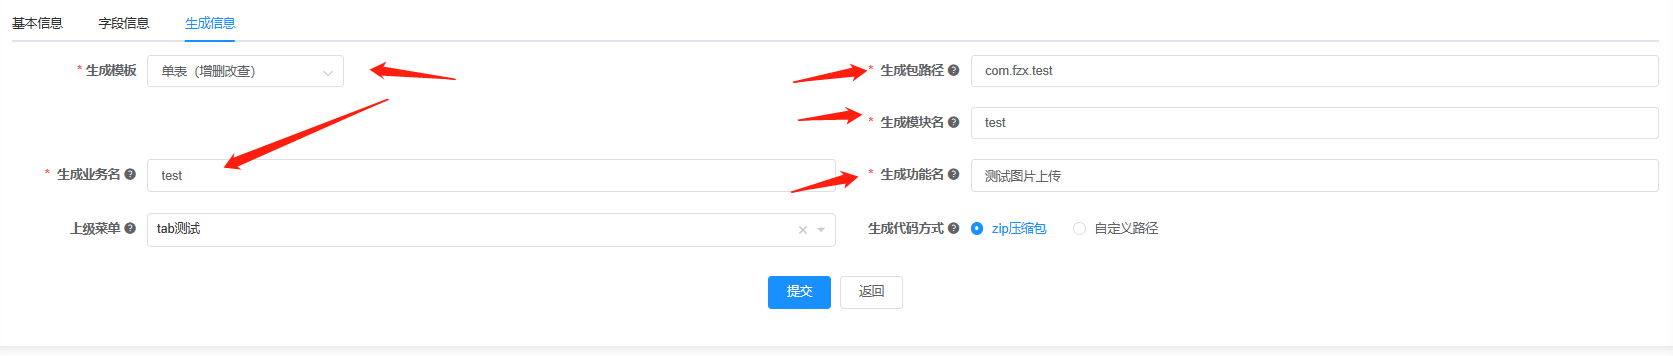 基本信息 字段信息 生成信息
* 生成模板 单表（增删改查） * 生成包路径 com.fzx.test
* 生成模块名 test
* 生成业务名 test * 生成功能名 测试图片上传
上级菜单 tab测试 生成代码方式 zip压缩包 自定义路径
提交 返回